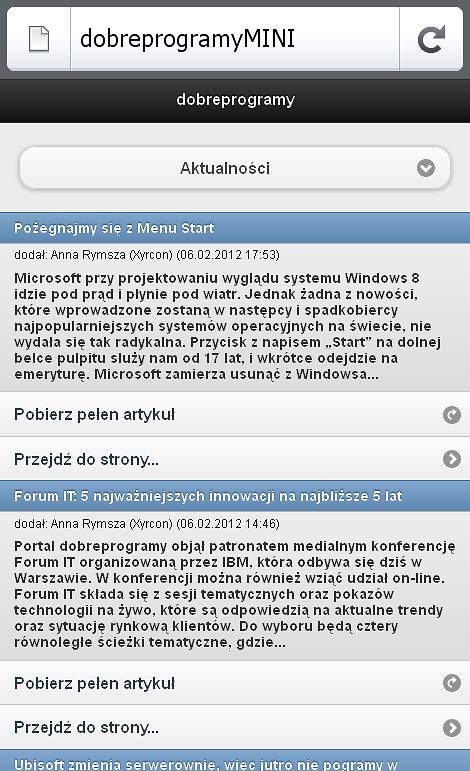 dobreprogramyMINI
dobreprogramy
Aktualności
Pożegnajmy się z Menu Start
dodał: Anna Rymsza (Xyrcon) (06.02.2012 17:53)
Microsoft przy projektowaniu wyglądu systemu Windows 8
idzie pod prąd i płynie pod wiatr. Jednak żadna z nowości,
które wprowadzone zostaną w następcy i spadkobiercy
najpopularniejszych systemów operacyjnych na świecie, nie
wydała się tak radykalna. Przycisk z napisem „Start” na dolnej
belce pulpitu służy nam od 17 lat, i wkrótce odejdzie na
emeryturę. Microsoft zamierza usunąć z Windowsa...
Pobierz pełen artykuł
Przejdź do strony...
Forum IT: 5 najważniejszych innowacji na najbliższe 5 lat
dodał: Anna Rymsza (Xyrcon) (06.02.2012 14:46)
Portal dobreprogramy objął patronatem medialnym konferencję
Forum IT organizowaną przez IBM, która odbywa się dziś w
Warszawie. W konferencji można również wziąć udział on-line.
Forum IT składa się z sesji tematycznych oraz pokazów
technologii na żywo, które są odpowiedzią na aktualne trendy
oraz sytuację rynkową klientów. Do wyboru będą cztery
równoległe ścieżki tematyczne, gdzie...
Pobierz pełen artykuł
Przejdź do strony...
Ubisoft zmienia serwerownię, więc jutro nie pogramy w